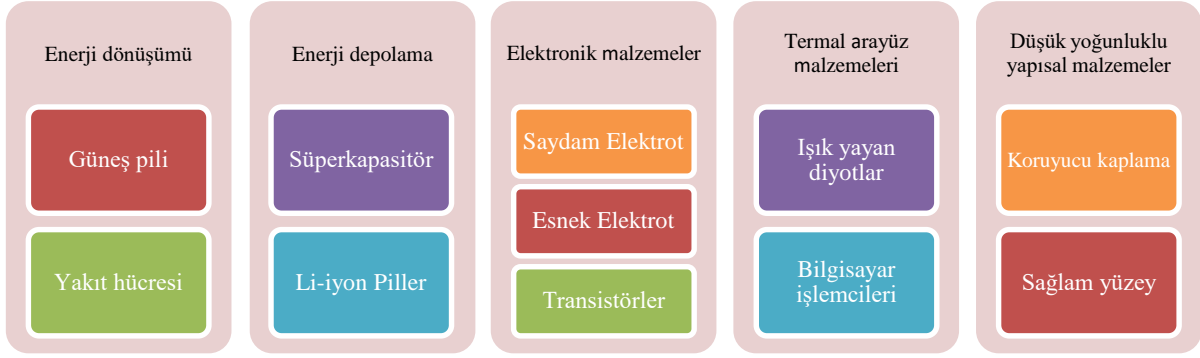 Enerji dönüşümü
Güneş pili
Yakıt hücresi
Enerji depolama
Süperkapasitör
Li-iyon Piller
Elektronik malzemeler
Saydam Elektrot
Esnek Elektrot
Transistörler
Termal arayüz
malzemeleri
Işık yayan
diyotlar
Bilgisayar
işlemcileri
Düşük yoğunluklu
yapısal malzemeler
Koruyucu kaplama
Sağlam yüzey